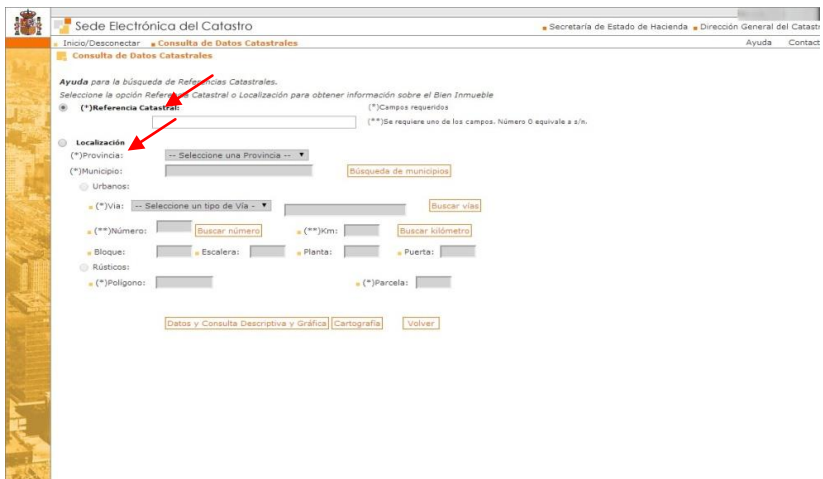 Sede Electrónica del Catastro
Secretaría de Estado de Hacienda Dirección General del Catastr
Inicio/Desconectar Consulta de Datos Catastrales Ayuda Contact
Consulta de Datos Catastrales
Ayuda para la búsqueda de Referencias Catastrales.
Seleccione la opción Referencia Catastral o Localización para obtener información sobre el Bien Inmueble
(*)Referencia Catastral: (*)Campos requeridos
(**)Se requiere uno de los campos. Número 0 equivale a s/n.
Localización
(*)Provincia: -- Seleccione una Provincia --
(*)Municipio: Búsqueda de municipios
Urbanos:
(*)Via: -- Seleccione un tipo de Vía - Buscar vías
(**)Número: Buscar número (**)Km: Buscar kilómetro
Bloque: Escalera: Planta: Puerta:
Rústicos:
(*)Polígono: (*)Parcela:
Datos y Consulta Descriptiva y Gráfica Cartografía Volver